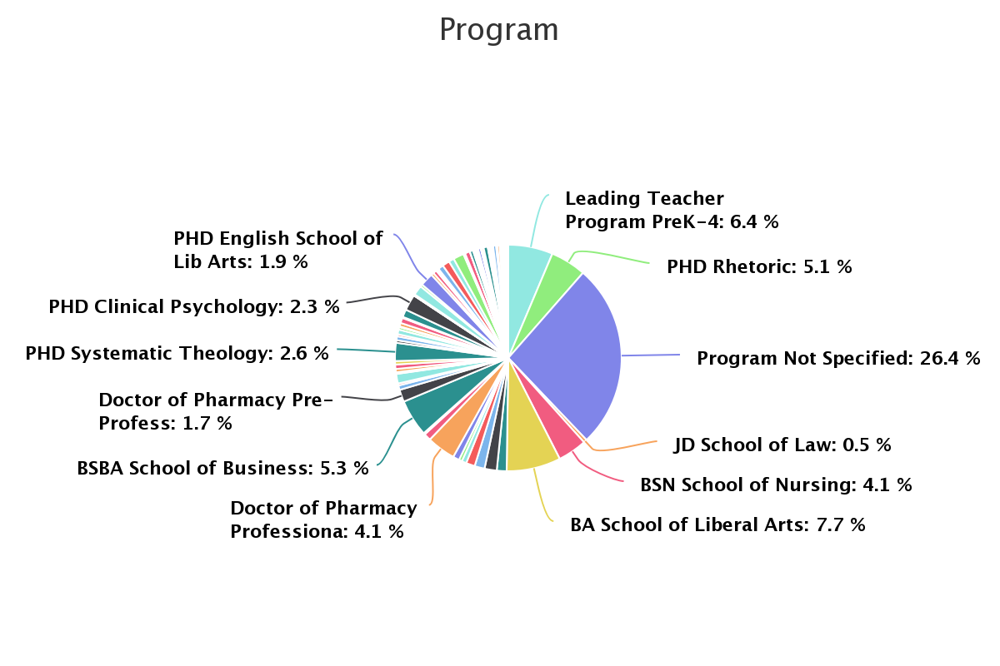 Program
Leading Teacher
Program PreK-4: 6.4 %
PHD Rhetoric: 5.1 %
Program Not Specified: 26.4 %
JD School of Law: 0.5 %
BSN School of Nursing: 4.1 %
BA School of Liberal Arts: 7.7 %
Doctor of Pharmacy
Professiona: 4.1 %
BSBA School of Business: 5.3 %
Doctor of Pharmacy Pre-
Profess: 1.7 %
PHD Systematic Theology: 2.6 %
PHD Clinical Psychology: 2.3 %
PHD English School of
Lib Arts: 1.9 %